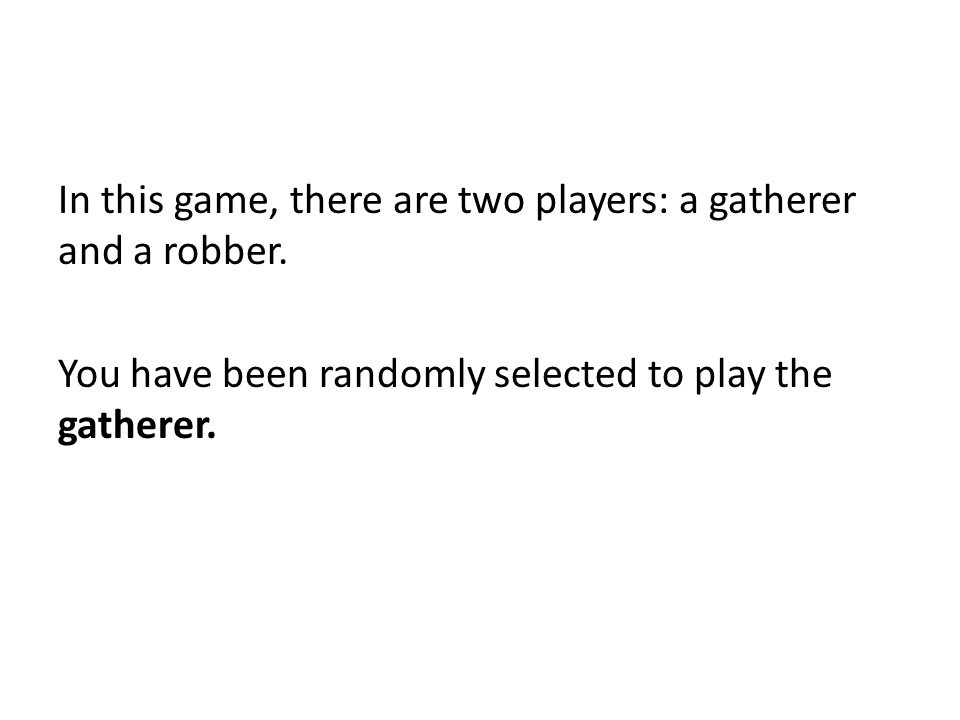 In this game, there are two players: a gatherer
and a robber.
You have been randomly selected to play the
gatherer.